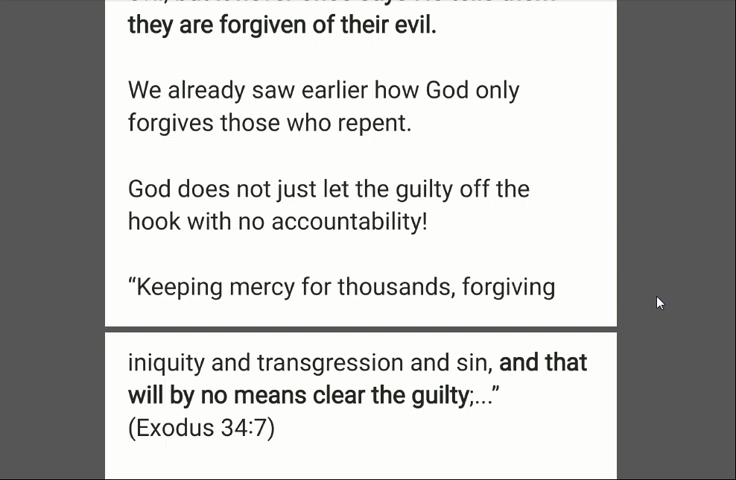 they are forgiven of their evil.
We already saw earlier how God only
forgives those who repent.
God does not just let the guilty off the
hook with no accountability!
“Keeping mercy for thousands, forgiving
iniquity and transgression and sin, and that
will by no means clear the guilty;...”
(Exodus 34:7)